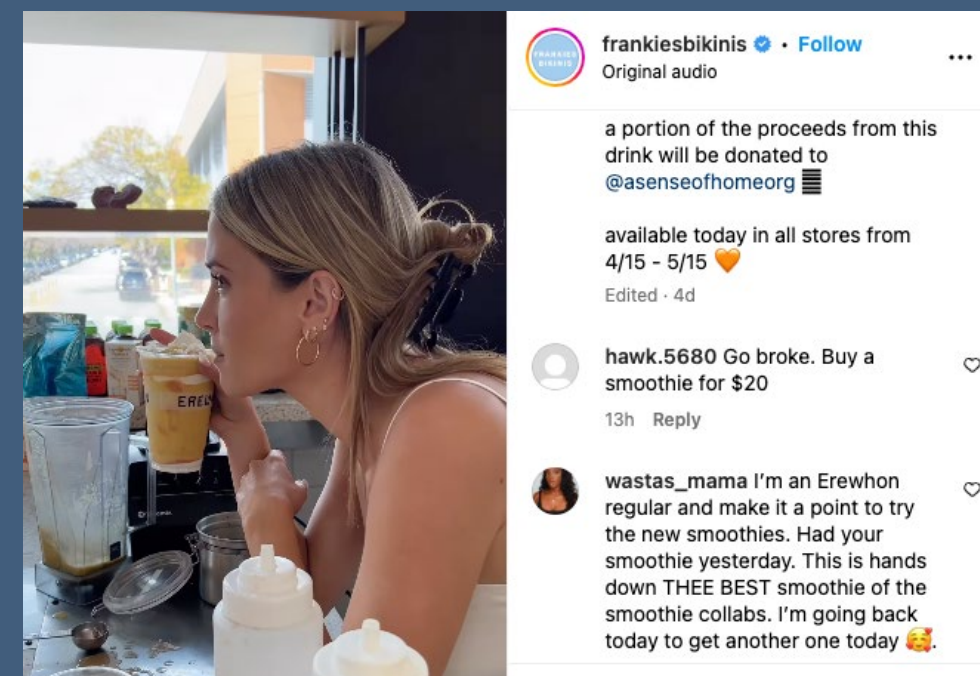 frankiesbikinis • Follow
Original audio
a portion of the proceeds from this
drink will be donated to
@asenseofhomeorg
available today in all stores from
4/15 - 5/15 🧡
Edited · 4d
hawk.5680 Go broke. Buy a
smoothie for $20
13h Reply
wastas_mama I'm an Erewhon
regular and make it a point to try
the new smoothies. Had your
smoothie yesterday. This is hands
down THEE BEST smoothie of the
smoothie collabs. I'm going back
today to get another one today 🥰.
FRANKIES
BIKINIS